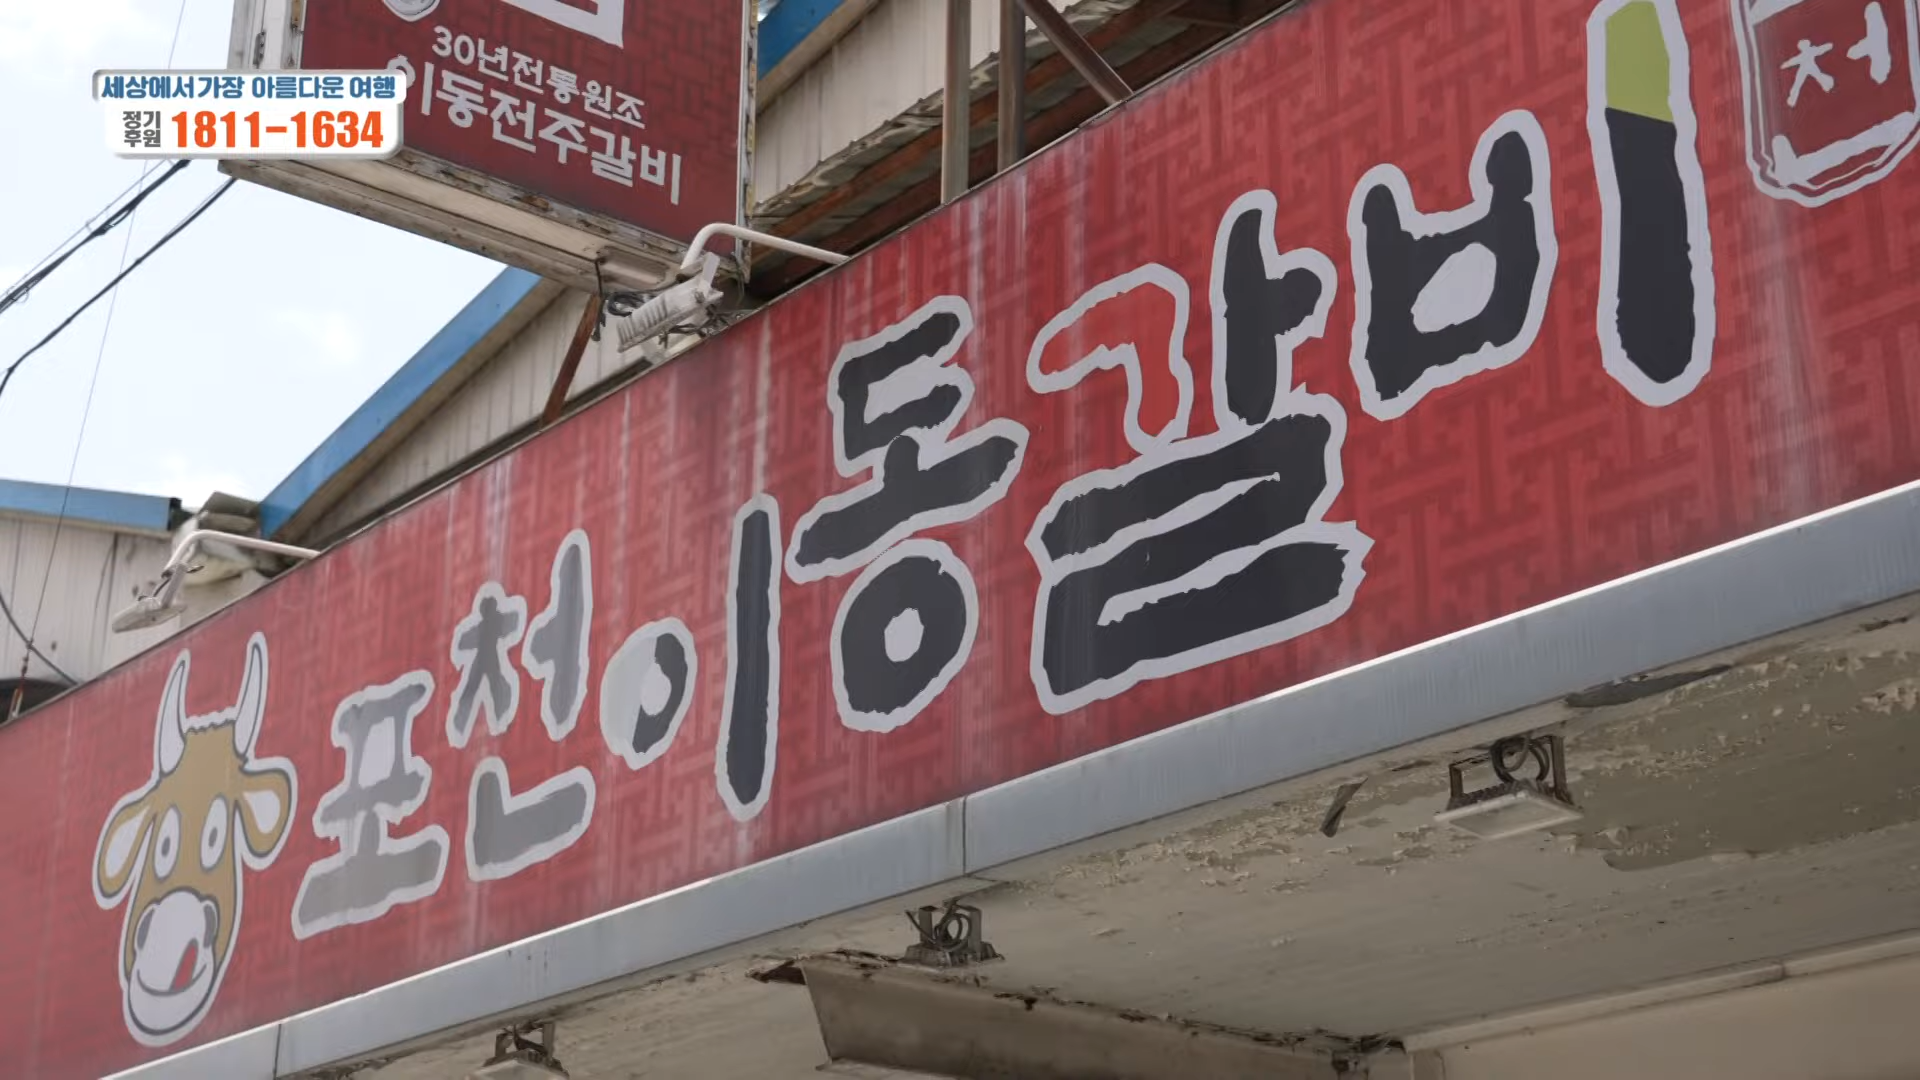 세상에서 가장 아름다운 여행
정기
후원 1811-1634
30년전통원조
이동전주갈비
포천이동갈비
천